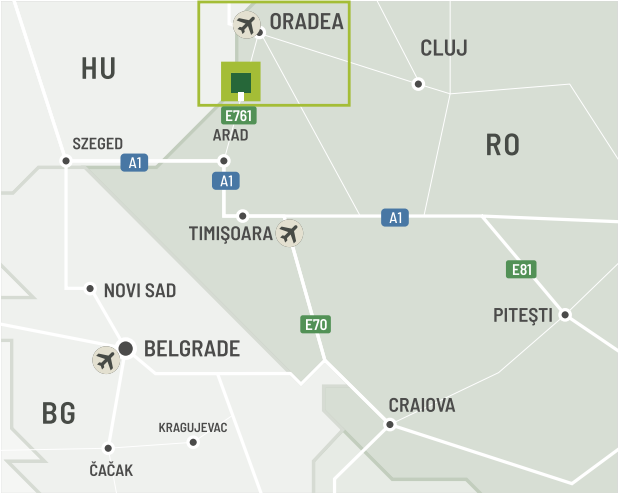 ORADEA
CLUJ
HU
E761
ARAD
SZEGED
A1
RO
A1
A1
TIMIŞOARA
E81
NOVI SAD
PITEŞTI
E70
BELGRADE
CRAIOVA
BG
KRAGUJEVAC
ČAČAK